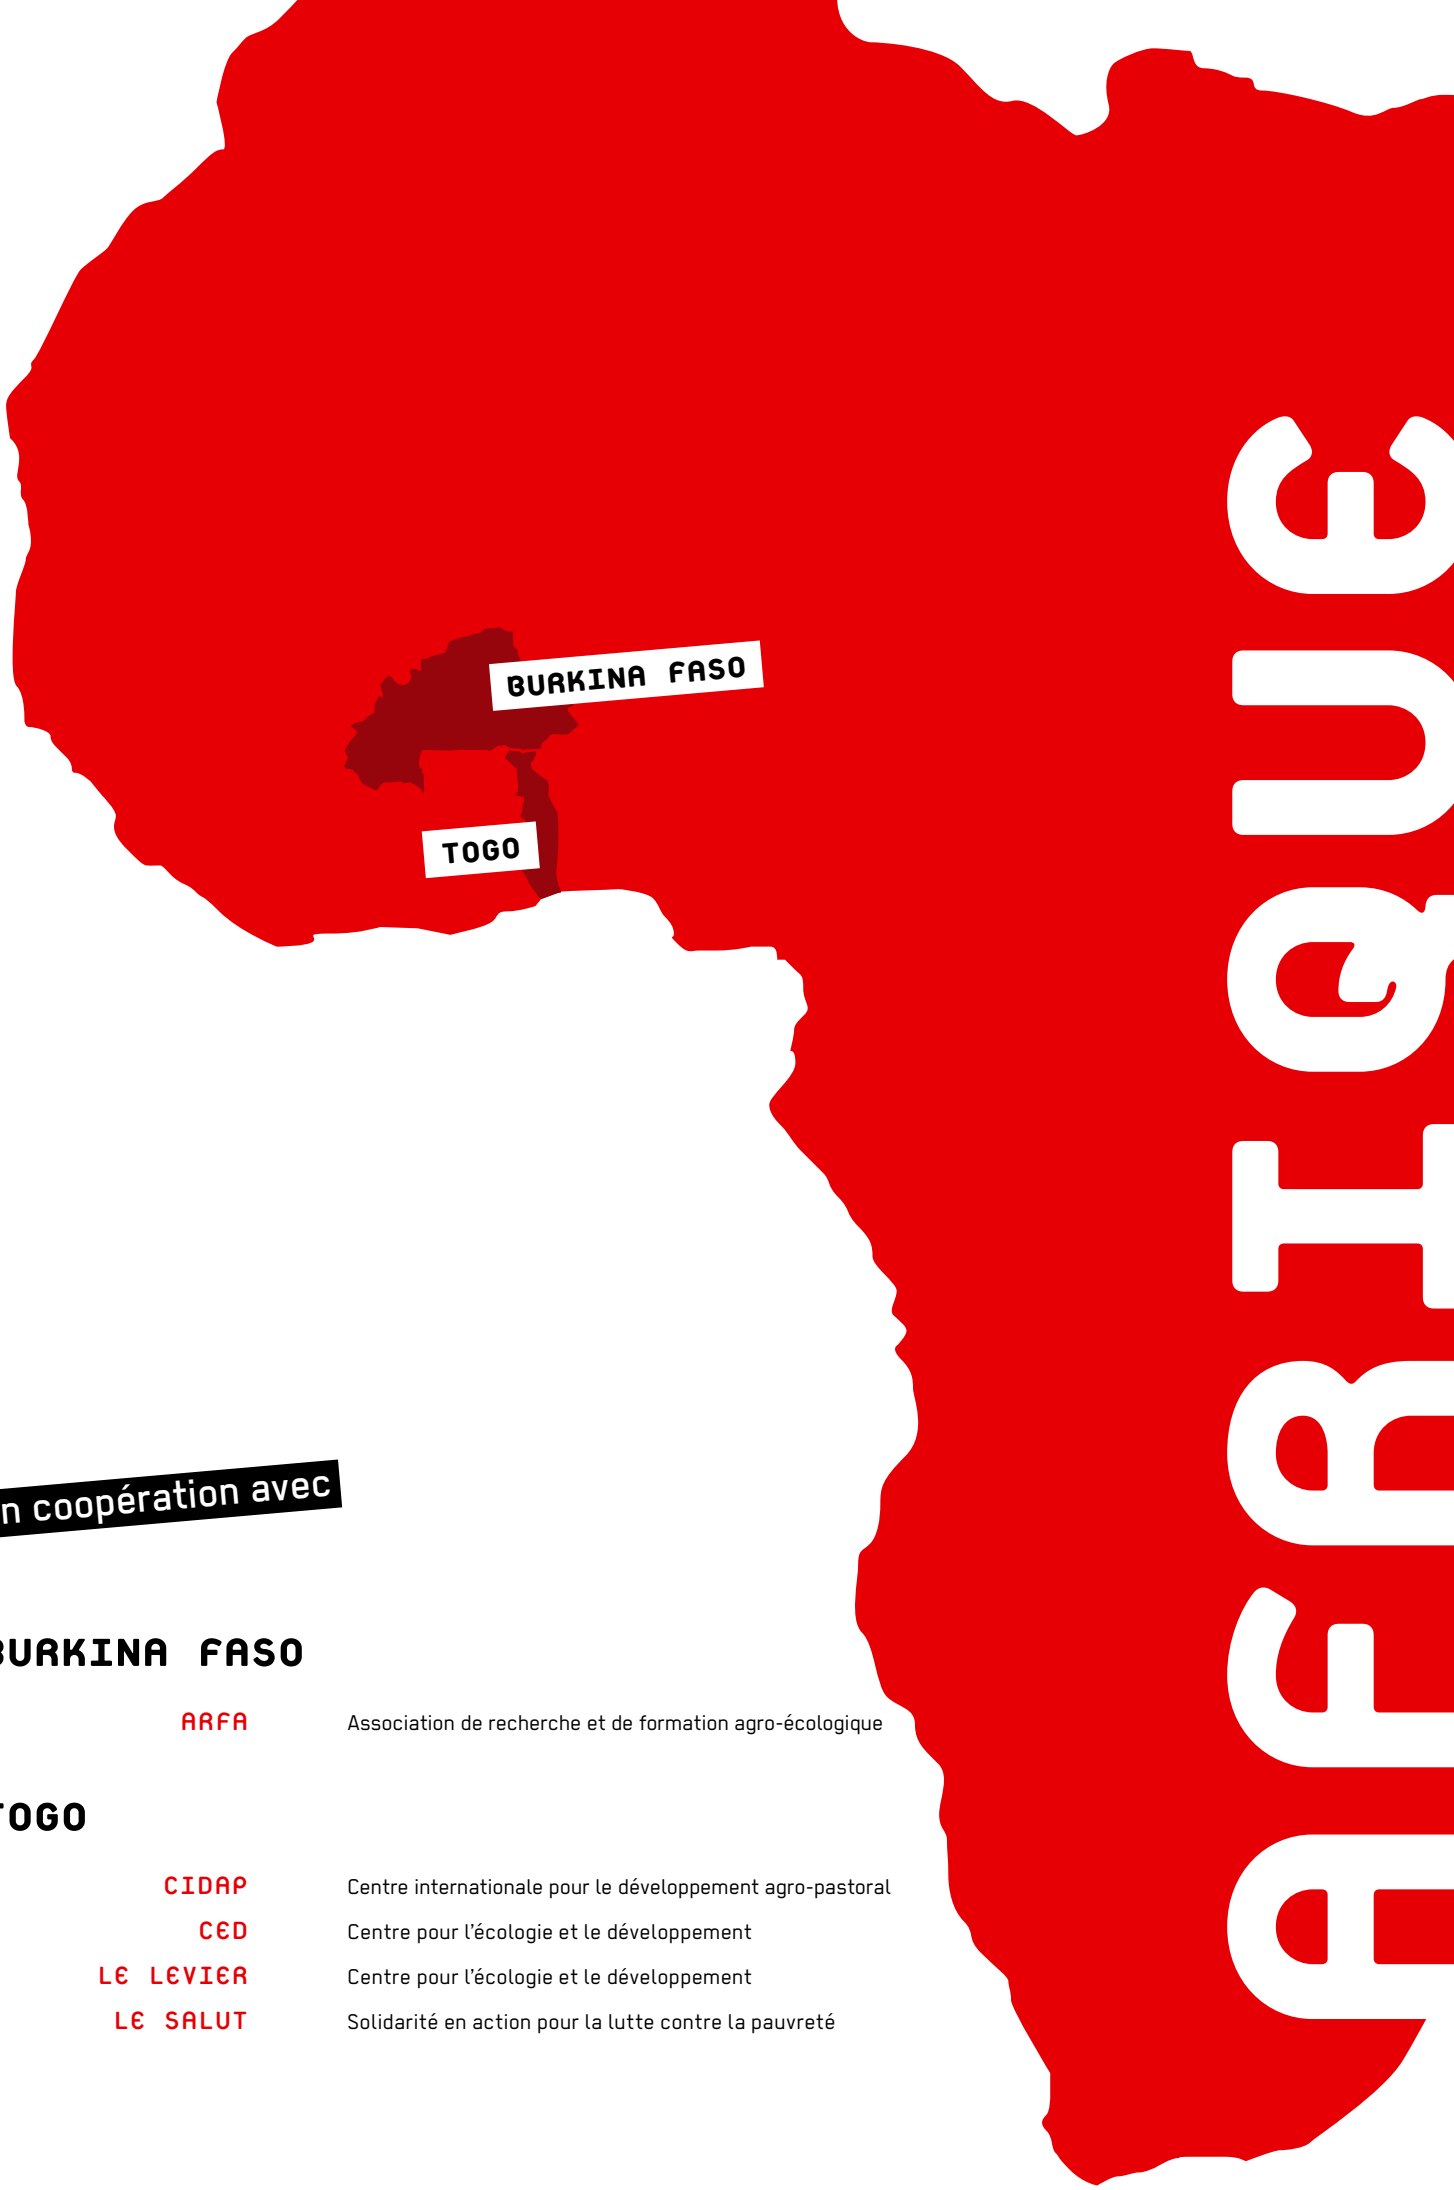 BURKINA FASO
TOGO
AFRIQUE
n coopération avec
BURKINA FASO
ARFA Association de recherche et de formation agro-écologique
TOGO
CIDAP Centre internationale pour le développement agro-pastoral
CED Centre pour l'écologie et le développement
LE LEVIER Centre pour l'écologie et le développement
LE SALUT Solidarité en action pour la lutte contre la pauvreté